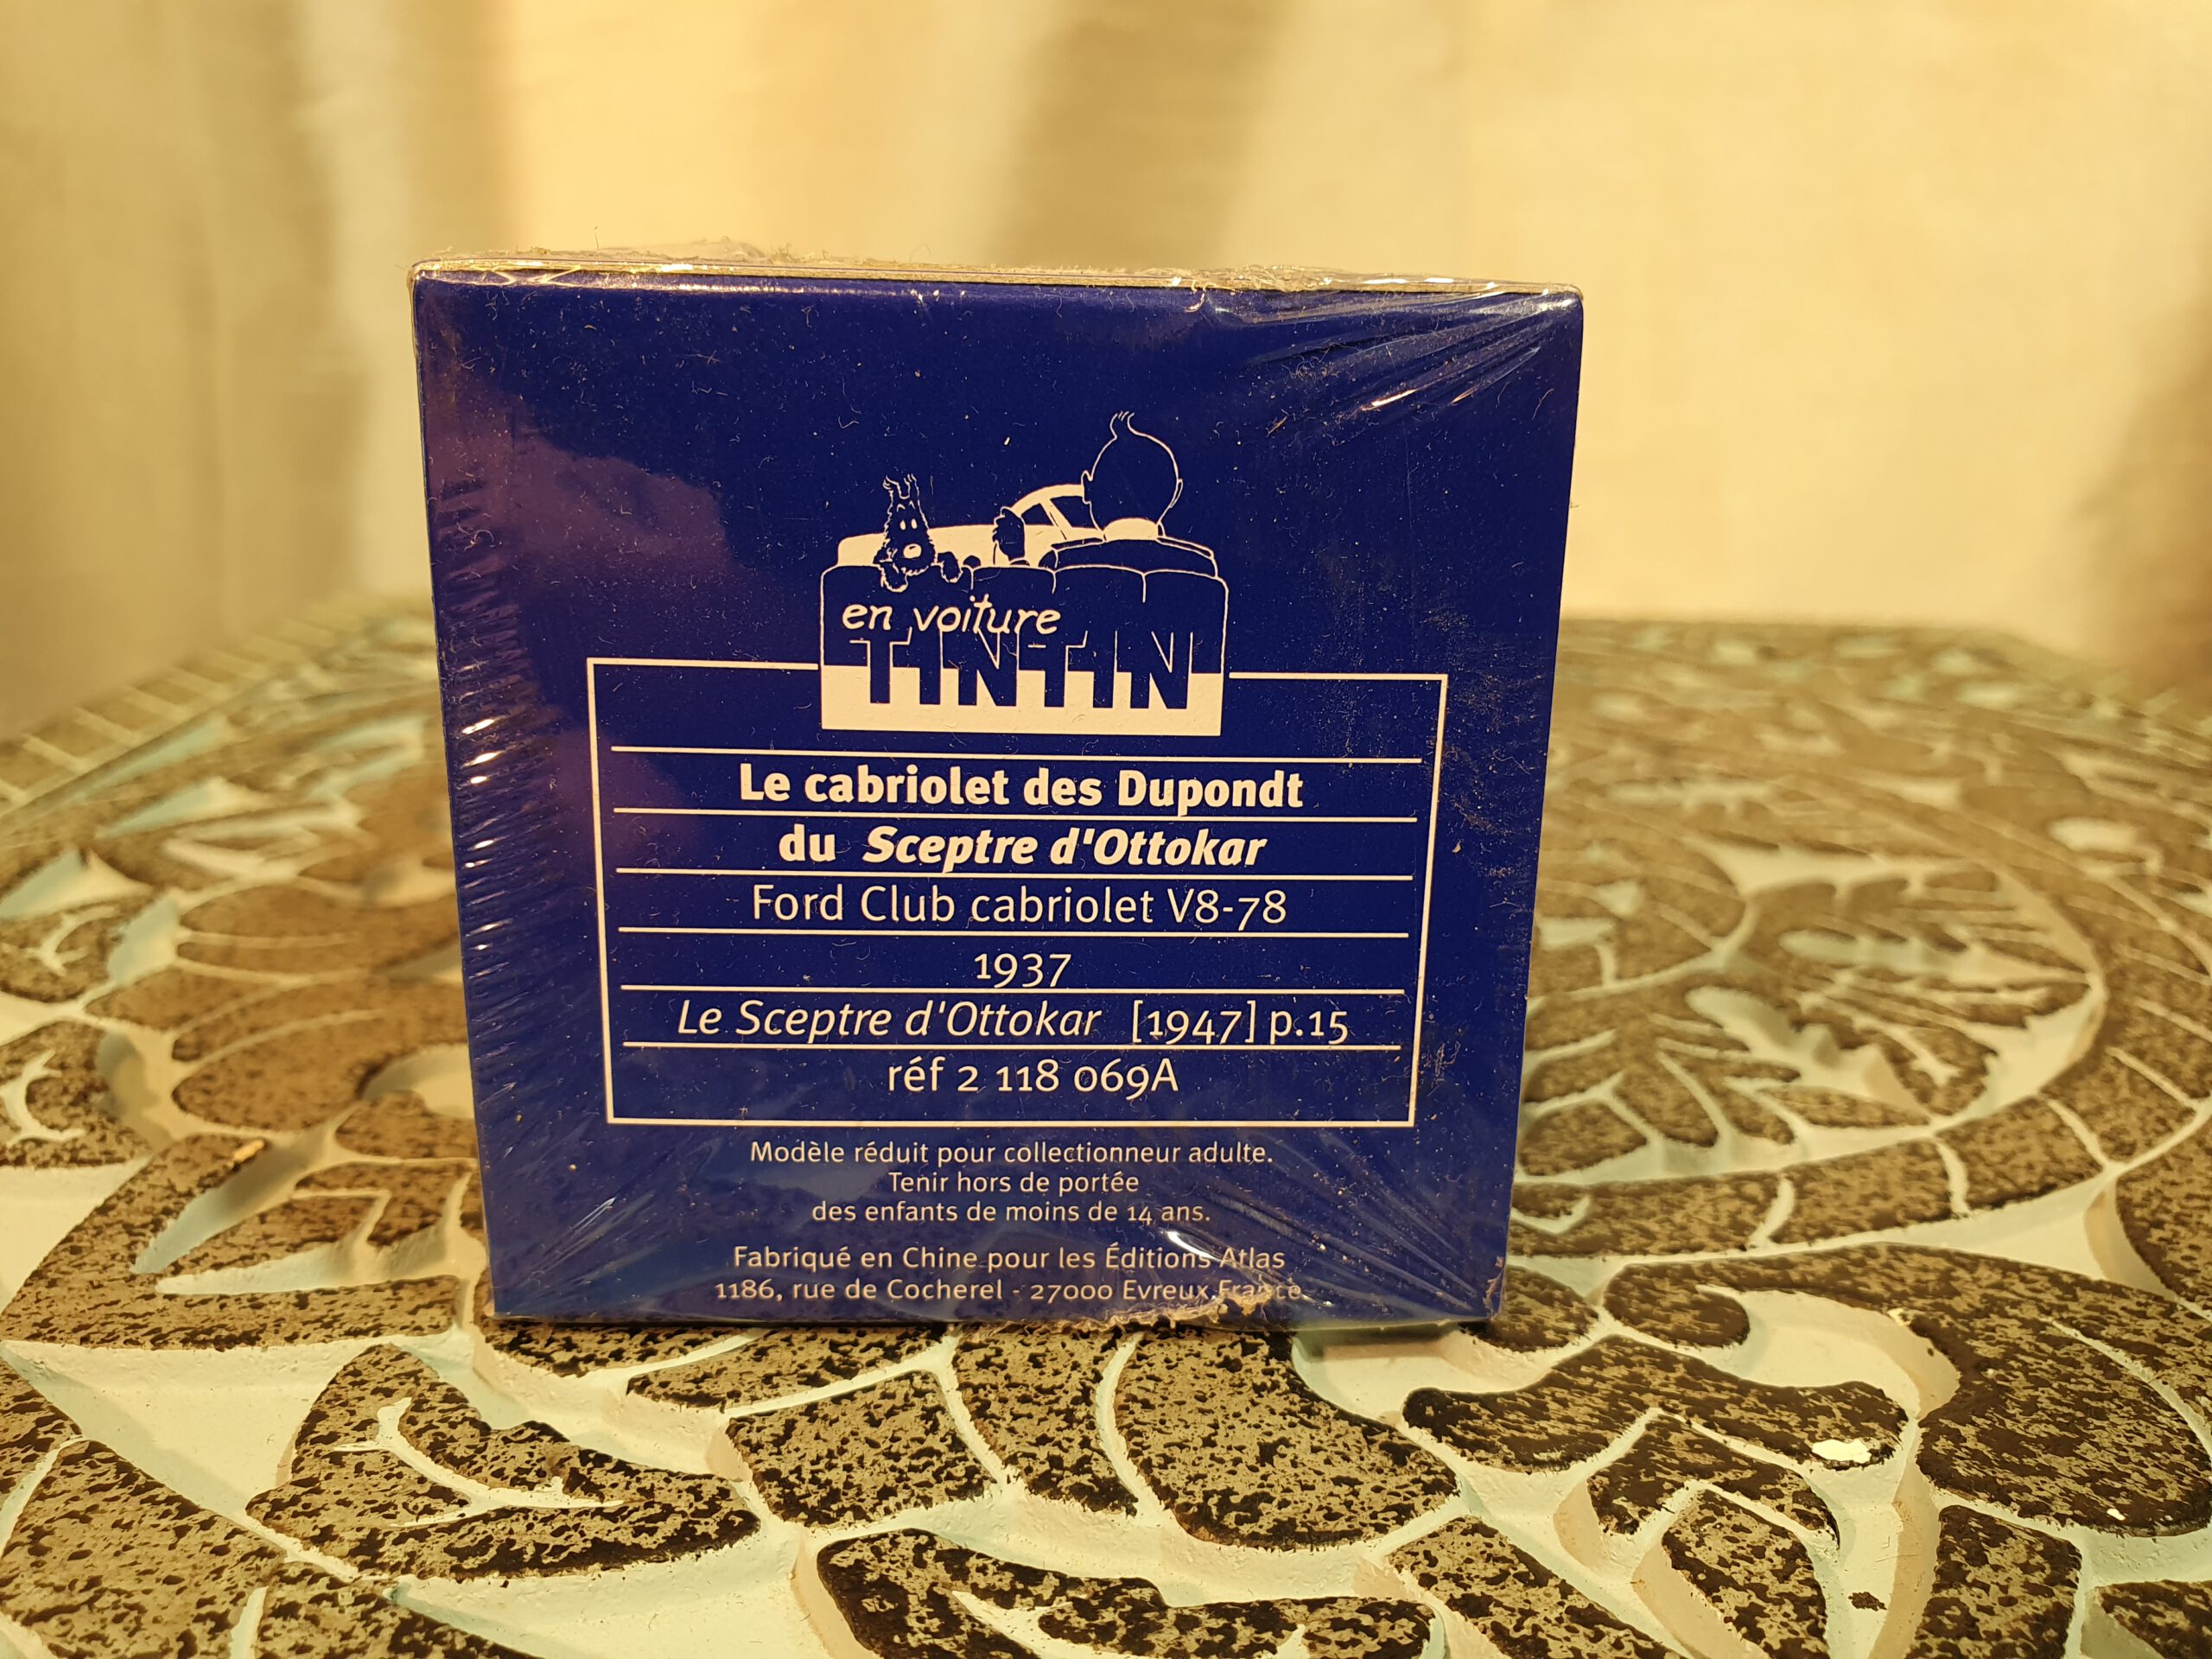 en voiture
TINTIN
Le cabriolet des Dupondt
du Sceptre d'Ottokar
Ford Club cabriolet V8-78
1937
Le Sceptre d'Ottokar [1947] p.15
réf 2 118 069A
Modèle réduit pour collectionneur adulte.
Tenir hors de portée
des enfants de moins de 14 ans.
Fabriqué en Chine pour les Éditions Atlas
1186, rue de Cocherel - 27000 Evreux, France.